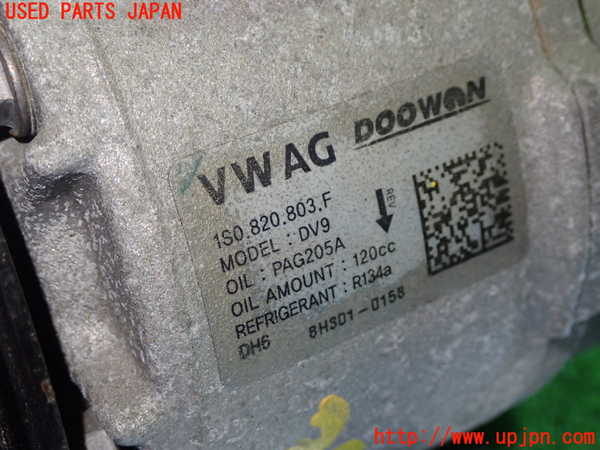 USED PARTS JAPAN
VWAG DOOWON
1S0.820.803.F
MODEL : DV9
OIL : PAG205A
OIL AMOUNT : 120cc
REFRIGERANT : R134a
REV
DH6 8HS01-0158
http://www.upjpn.com